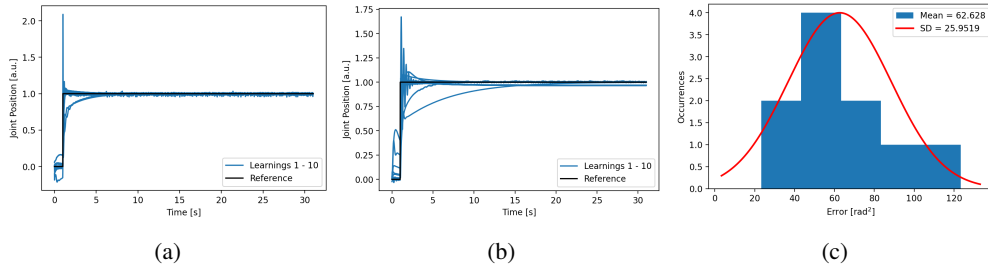 2.0
1.5
1.0
0.5
0.0
Joint Position [a.u.]
Learnings 1 - 10
Reference
0 5 10 15 20 25 30
Time [s]
(a)
1.75
1.50
1.25
1.00
0.75
0.50
0.25
0.00
Joint Position [a.u.]
Learnings 1 - 10
Reference
0 5 10 15 20 25 30
Time [s]
(b)
4.0
3.5
3.0
2.5
2.0
1.5
1.0
0.5
0.0
Occurrences
Mean = 62.628
SD = 25.9519
0 20 40 60 80 100 120
Error [rad²]
(c)